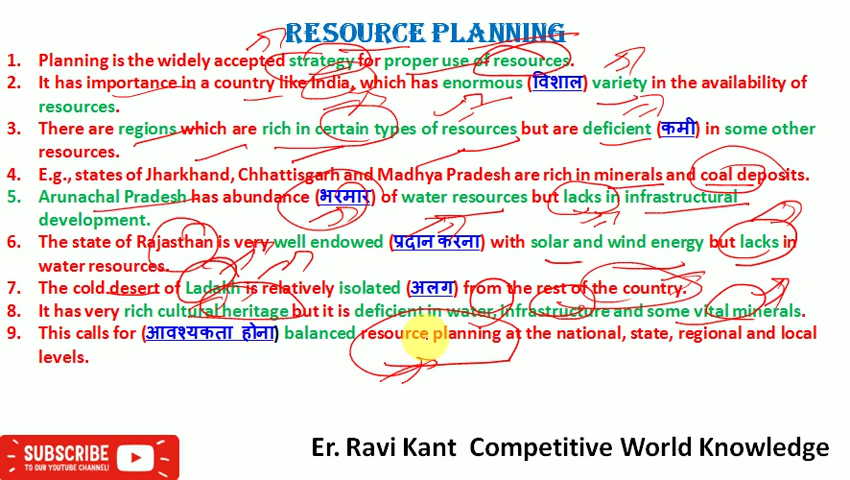 RESOURCE PLANNING
1. Planning is the widely accepted strategy for proper use of resources.
2. It has importance in a country like India, which has enormous (विशाल) variety in the availability of
resources.
3. There are regions which are rich in certain types of resources but are deficient (कमी) in some other
resources.
4. E.g., states of Jharkhand, Chhattisgarh and Madhya Pradesh are rich in minerals and coal deposits.
5. Arunachal Pradesh has abundance (भरमार) of water resources but lacks in infrastructural
development.
6. The state of Rajasthan is very well endowed (प्रदान करना) with solar and wind energy but lacks in
water resources.
7. The cold desert of Ladakh is relatively isolated (अलग) from the rest of the country.
8. It has very rich cultural heritage but it is deficient in water, infrastructure and some vital minerals.
9. This calls for (आवश्यकता होना) balanced resource planning at the national, state, regional and local
levels.
SUBSCRIBE
TO OUR YOUTUBE CHANNEL!
Er. Ravi Kant Competitive World Knowledge